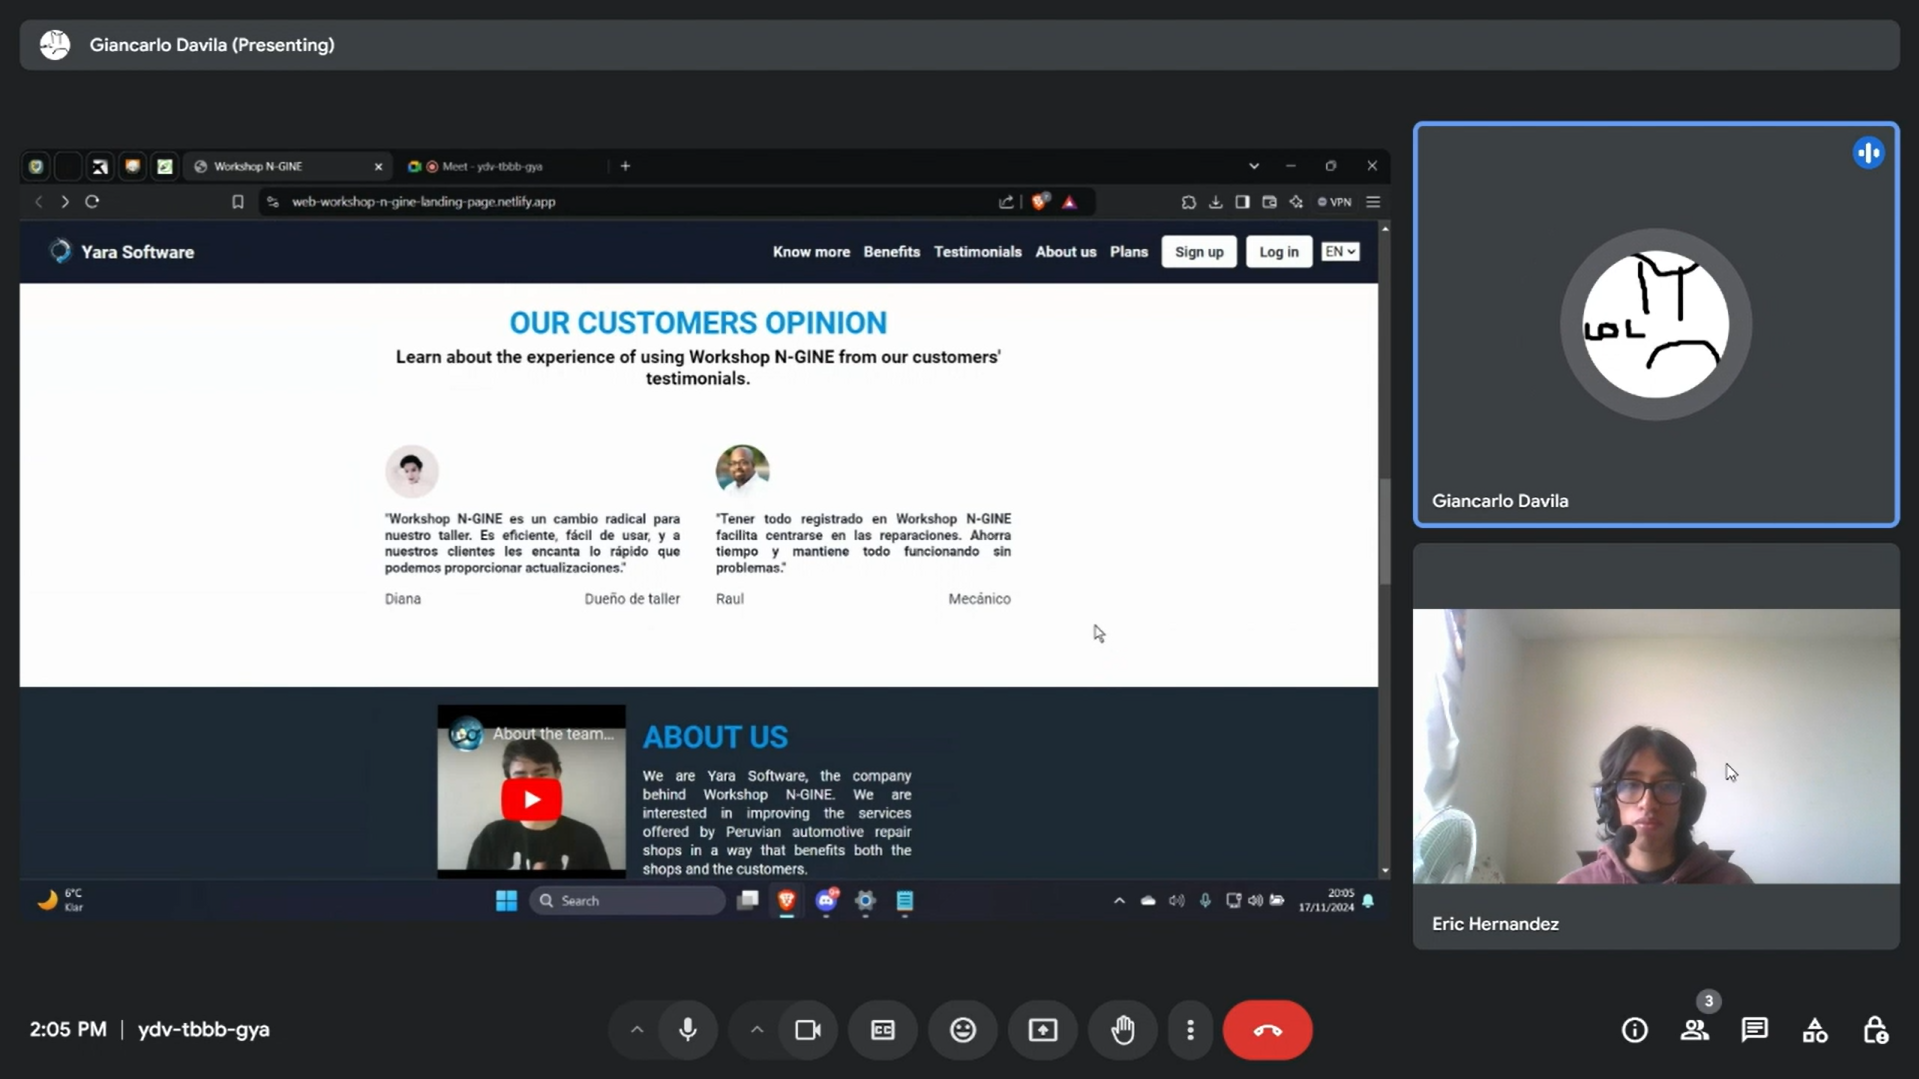 Giancarlo Davila (Presenting)
Workshop N-GINE
Meet - ydv-tbbb-gya
web-workshop-n-gine-landing-page.netlify.app
VPN
Yara Software
Know more
Benefits
Testimonials
About us
Plans
Sign up
Log in
EN
OUR CUSTOMERS OPINION
Learn about the experience of using Workshop N-GINE from our customers'
testimonials.
"Workshop N-GINE es un cambio radical para
nuestro taller. Es eficiente, fácil de usar, y a
nuestros clientes les encanta lo rápido que
podemos proporcionar actualizaciones."
Diana
Dueño de taller
"Tener todo registrado en Workshop N-GINE
facilita centrarse en las reparaciones. Ahorra
tiempo y mantiene todo funcionando sin
problemas."
Raul
Mecánico
About the team...
ABOUT US
We are Yara Software, the company
behind Workshop N-GINE. We are
interested in improving the services
offered by Peruvian automotive repair
shops in a way that benefits both the
shops and the customers.
6°C
Klar
Search
20:05
17/11/2024
LOL
Giancarlo Davila
Eric Hernandez
2:05 PM | ydv-tbbb-gya
3